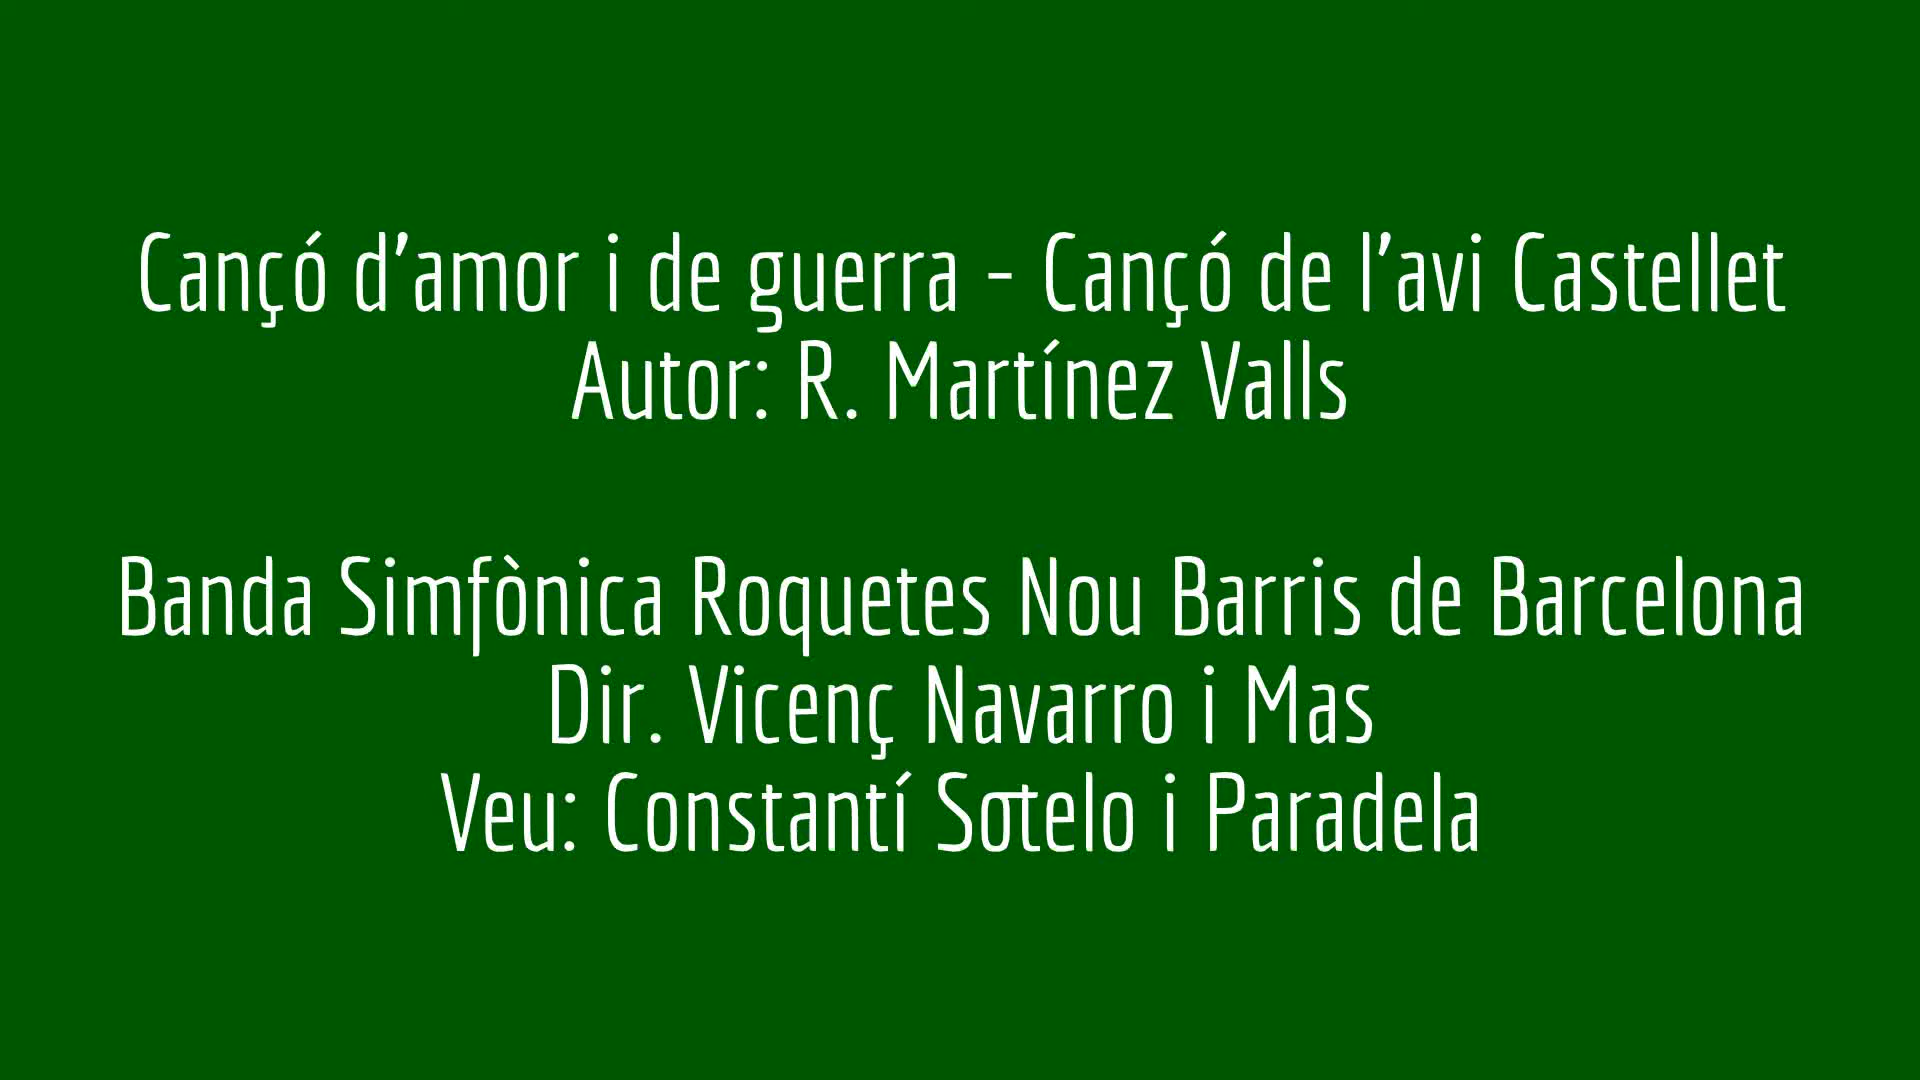 Cançó d’amor i de guerra - Cançó de l’avi Castellet
Autor: R. Martínez Valls
Banda Simfònica Roquetes Nou Barris de Barcelona
Dir. Vicenç Navarro i Mas
Veu: Constantí Sotelo i Paradela